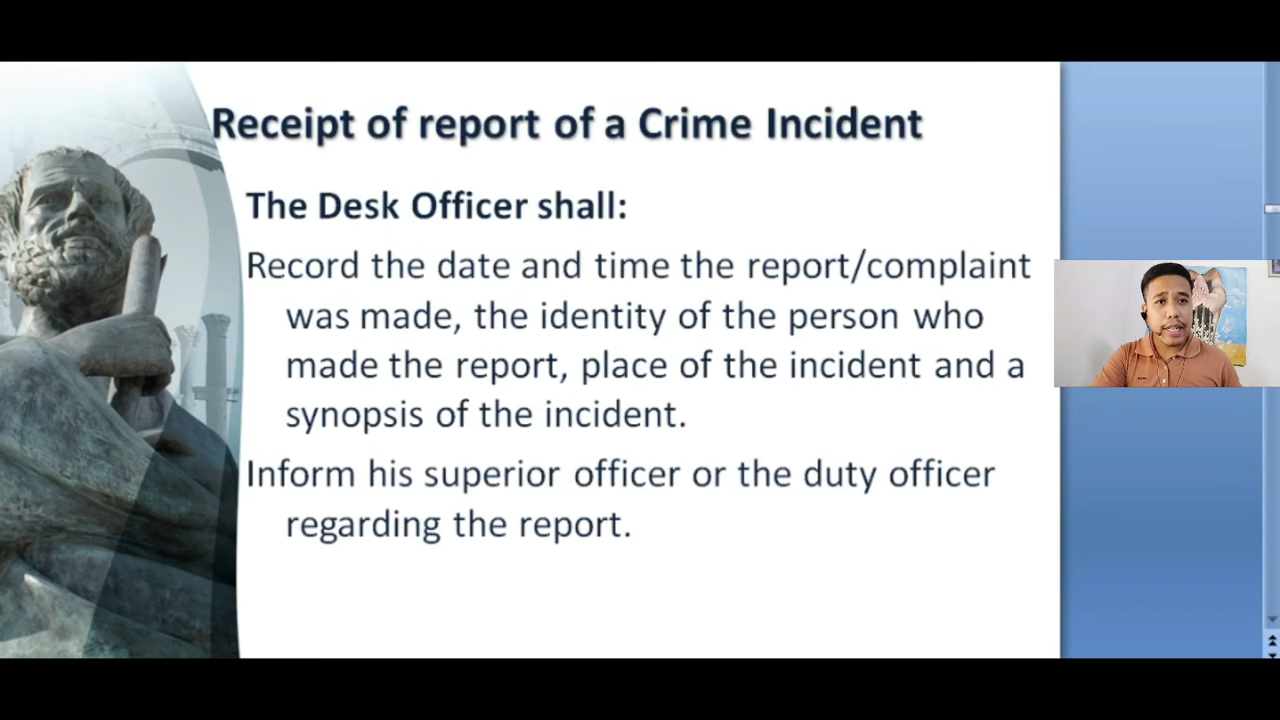 Receipt of report of a Crime Incident
The Desk Officer shall:
Record the date and time the report/complaint
was made, the identity of the person who
made the report, place of the incident and a
synopsis of the incident.
Inform his superior officer or the duty officer
regarding the report.